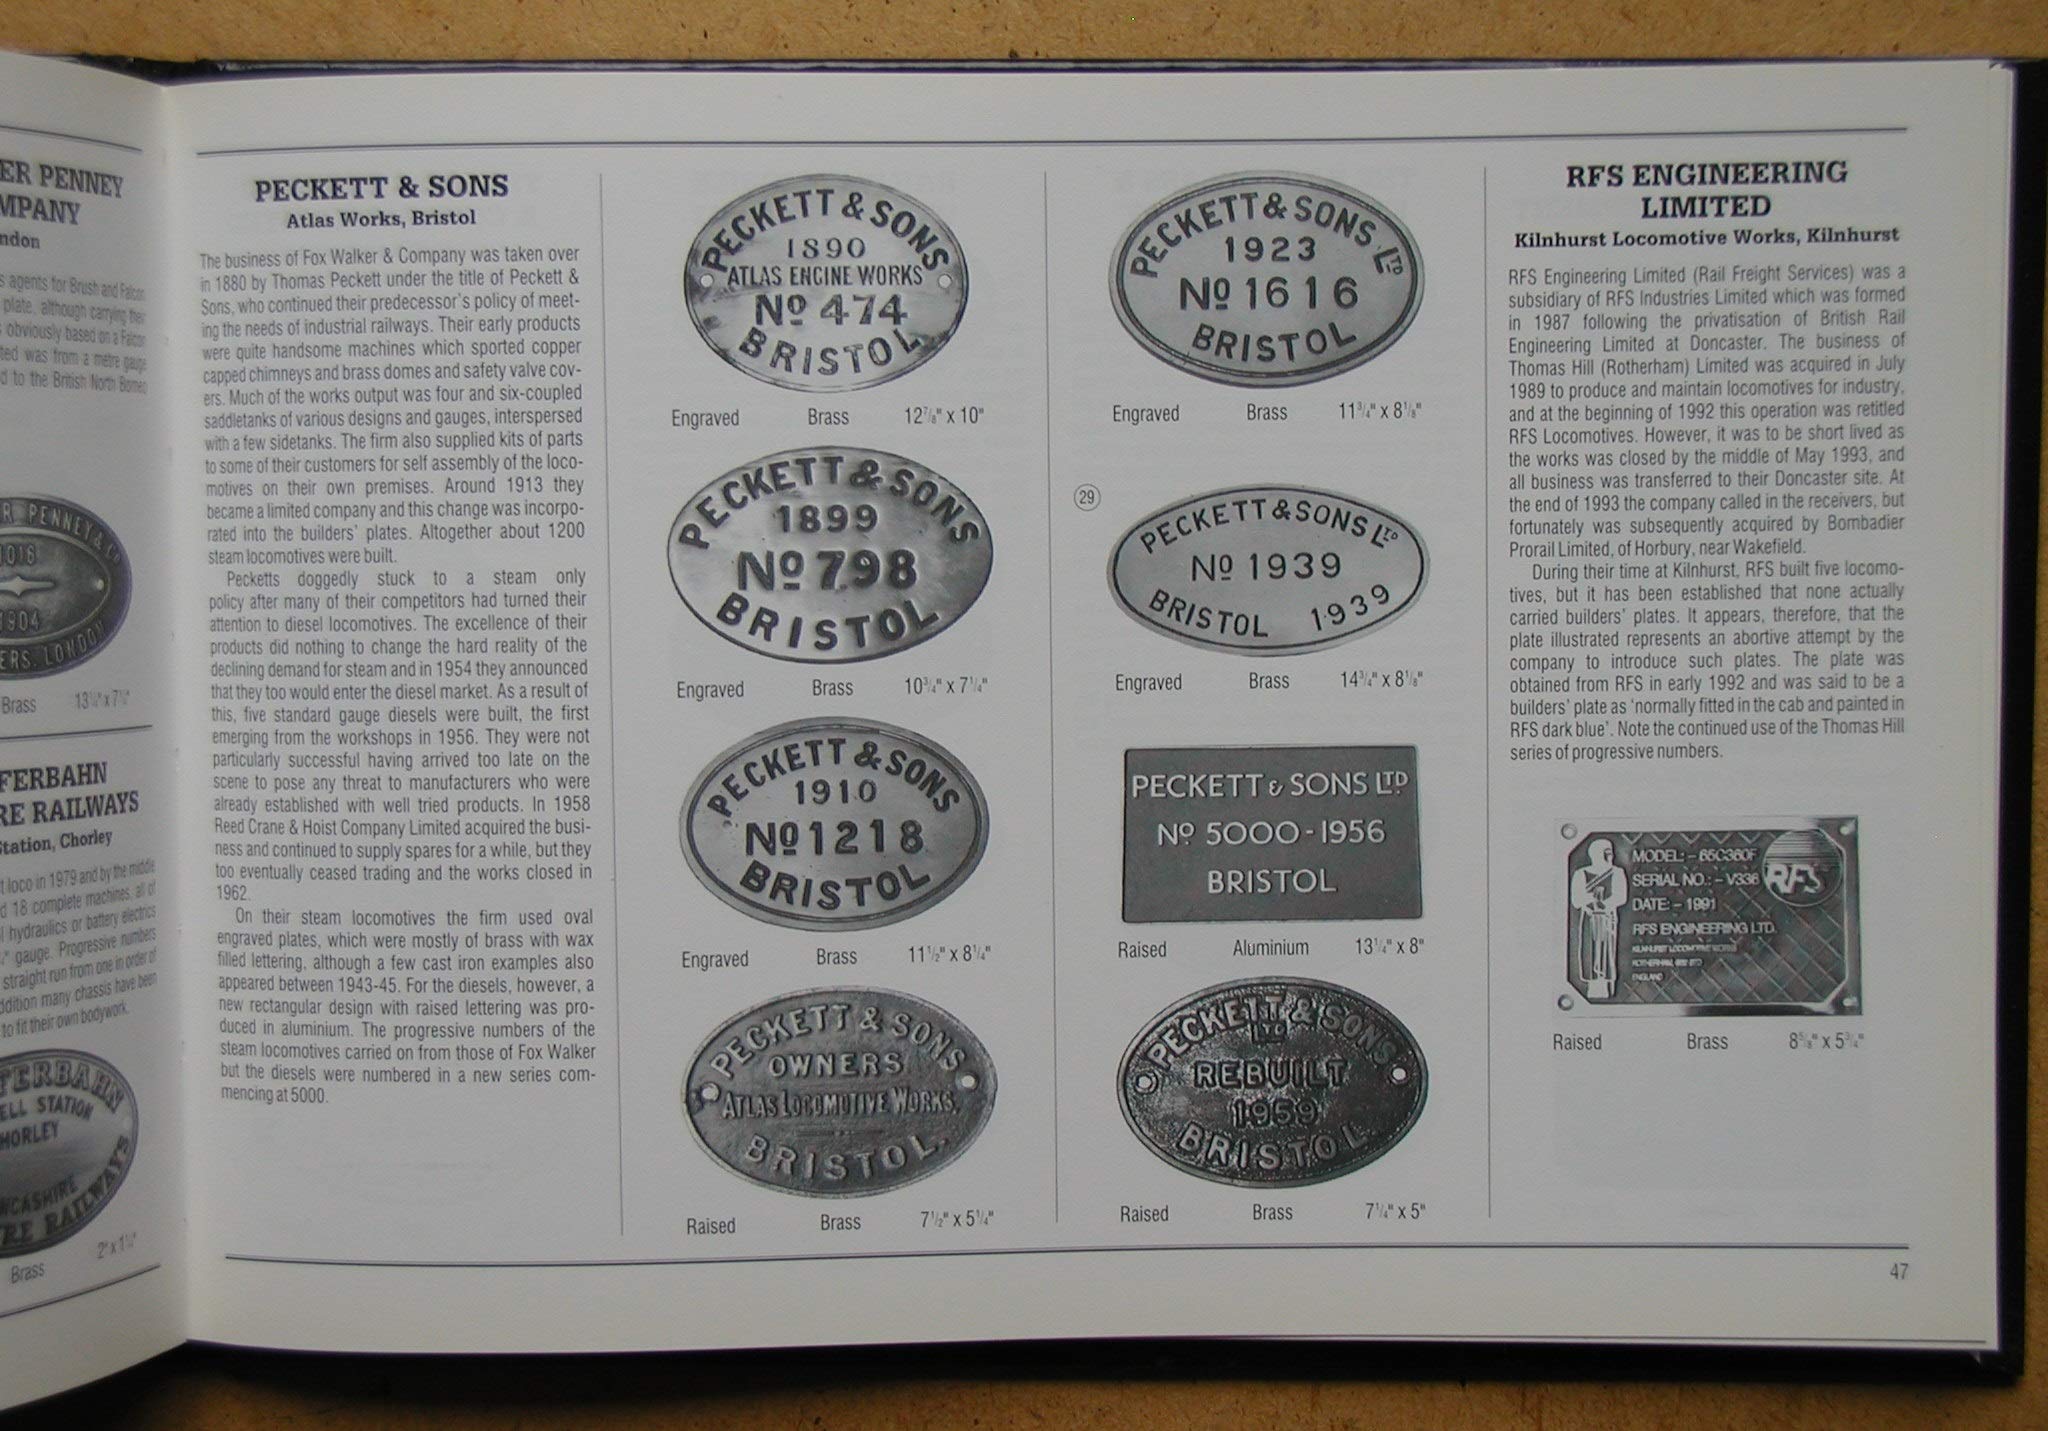 ER PENNEY
MPANY
ndon
s agents for Brush and Falcon
plate, although carrying their
obviously based on a Falcon
ted was from a metre gauge
d to the British North Borneo
R PENNEY & Co
1016
1904
ERS. LONDON
Brass
FERBAHN
RE RAILWAYS
Station, Chorley
t loco in 1979 and by the middle
d 18 complete machines, all of
l hydraulics or battery electrics
gauge. Progressive numbers
straight run from one in order of
ddition many chassis have been
to fit their own bodywork.
TERBAHN
ELL STATION
HORLEY
NCASHIRE
RE RAILWAYS
Brass
PECKETT & SONS
Atlas Works, Bristol
The business of Fox Walker & Company was taken over
in 1880 by Thomas Peckett under the title of Peckett &
Sons, who continued their predecessor's policy of meet-
ing the needs of industrial railways. Their early products
were quite handsome machines which sported copper
capped chimneys and brass domes and safety valve cov-
ers. Much of the works output was four and six-coupled
saddletanks of various designs and gauges, interspersed
with a few sidetanks. The firm also supplied kits of parts
to some of their customers for self assembly of the loco-
motives on their own premises. Around 1913 they
became a limited company and this change was incorpo-
rated into the builders' plates. Altogether about 1200
steam locomotives were built.
Pecketts doggedly stuck to a steam only
policy after many of their competitors had turned their
attention to diesel locomotives. The excellence of their
products did nothing to change the hard reality of the
declining demand for steam and in 1954 they announced
that they too would enter the diesel market. As a result of
this, five standard gauge diesels were built, the first
emerging from the workshops in 1956. They were not
particularly successful having arrived too late on the
scene to pose any threat to manufacturers who were
already established with well tried products. In 1958
Reed Crane & Hoist Company Limited acquired the busi-
ness and continued to supply spares for a while, but they
too eventually ceased trading and the works closed in
1962.
On their steam locomotives the firm used oval
engraved plates, which were mostly of brass with wax
filled lettering, although a few cast iron examples also
appeared between 1943-45. For the diesels, however, a
new rectangular design with raised lettering was pro-
duced in aluminium. The progressive numbers of the
steam locomotives carried on from those of Fox Walker
but the diesels were numbered in a new series com-
mencing at 5000.
PECKETT & SONS
1890
ATLAS ENGINE WORKS
No 474
BRISTOL
Engraved Brass 12⅞" x 10"
PECKETT & SONS
1899
No 798
BRISTOL
Engraved Brass 10¾" x 7¼"
PECKETT & SONS
1910
No 1218
BRISTOL
Engraved Brass 11½" x 8¼"
PECKETT & SONS
OWNERS
ATLAS LOCOMOTIVE WORKS.
BRISTOL.
Raised Brass 7½" x 5¼"
PECKETT & SONS LTD
1923
No 1616
BRISTOL
Engraved Brass 11¾" x 8⅛"
29
PECKETT & SONS LTD
No 1939
BRISTOL 1939
Engraved Brass 14¾" x 8⅛"
PECKETT & SONS LTD
No 5000-1956
BRISTOL
Raised Aluminium 13¼" x 8"
PECKETT & SONS.
LTD
REBUILT
1959
BRISTOL
Raised Brass 7¼" x 5"
RFS ENGINEERING
LIMITED
Kilnhurst Locomotive Works, Kilnhurst
RFS Engineering Limited (Rail Freight Services) was a
subsidiary of RFS Industries Limited which was formed
in 1987 following the privatisation of British Rail
Engineering Limited at Doncaster. The business of
Thomas Hill (Rotherham) Limited was acquired in July
1989 to produce and maintain locomotives for industry,
and at the beginning of 1992 this operation was retitled
RFS Locomotives. However, it was to be short lived as
the works was closed by the middle of May 1993, and
all business was transferred to their Doncaster site. At
the end of 1993 the company called in the receivers, but
fortunately was subsequently acquired by Bombadier
Prorail Limited, of Horbury, near Wakefield.
During their time at Kilnhurst, RFS built five locomo-
tives, but it has been established that none actually
carried builders' plates. It appears, therefore, that the
plate illustrated represents an abortive attempt by the
company to introduce such plates. The plate was
obtained from RFS in early 1992 and was said to be a
builders' plate as 'normally fitted in the cab and painted in
RFS dark blue'. Note the continued use of the Thomas Hill
series of progressive numbers.
MODEL:- 65C360F
SERIAL NO.:- V336
DATE:- 1991
RFS
RFS ENGINEERING LTD.
KILNHURST LOCOMOTIVE WORKS
ENGLAND
Raised Brass 8⅝" x 5¾"
47